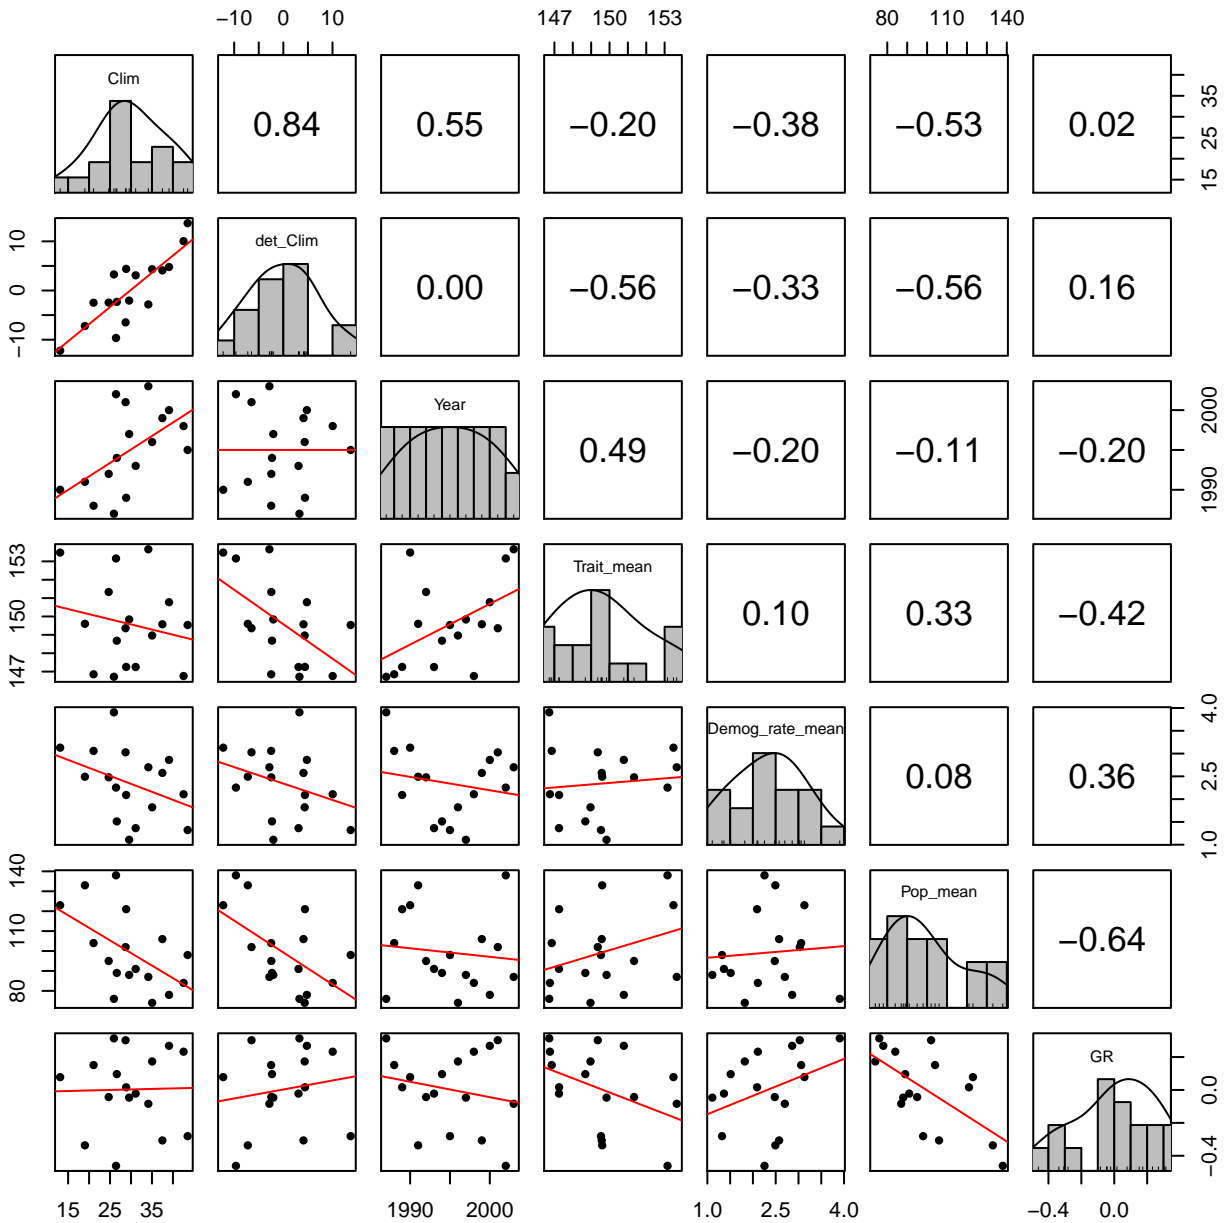 −10 0 10 147 150 153 80 110 140
Clim 0.84 0.55 −0.20 −0.38 −0.53 0.02 15 25 35
−10 0 10 det_Clim 0.00 −0.56 −0.33 −0.56 0.16
Year 0.49 −0.20 −0.11 −0.20 1990 2000
147 150 153 Trait_mean 0.10 0.33 −0.42
Demog_rate_mean 0.08 0.36 1.0 2.5 4.0
80 110 140 Pop_mean −0.64
GR −0.4 0.0
15 25 35 1990 2000 1.0 2.5 4.0 −0.4 0.0